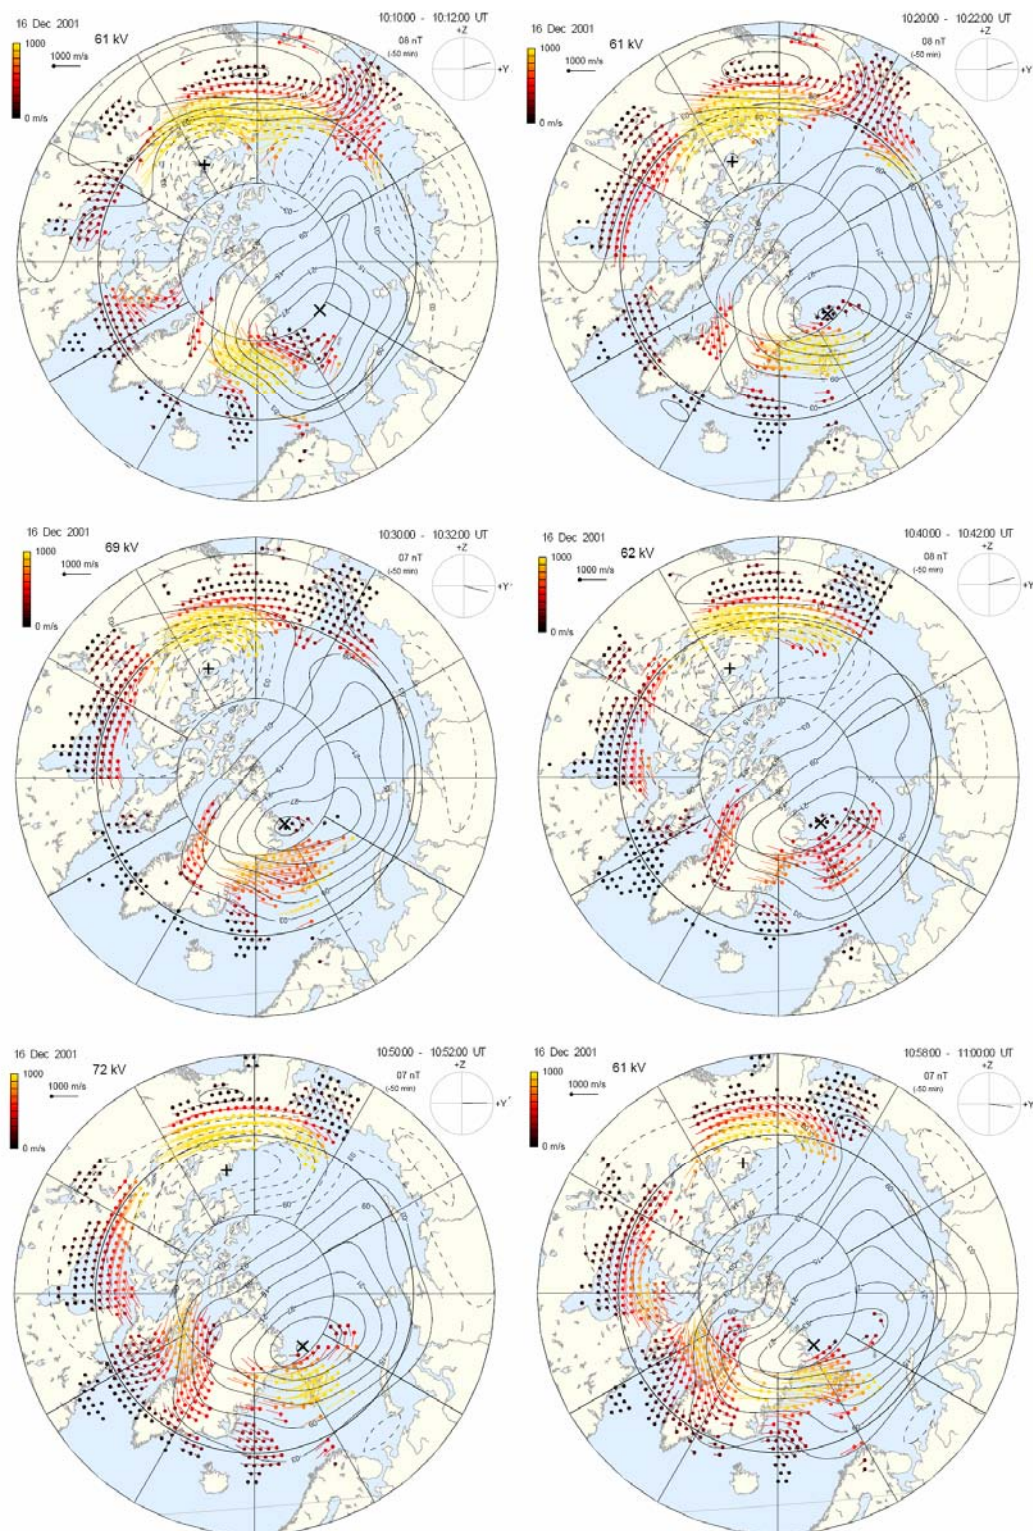 16 Dec 2001
61 kV
10:10:00 - 10:12:00 UT
1000
1000 m/s
0 m/s
08 nT
(-50 min)
+Z
+Y
16 Dec 2001
61 kV
10:20:00 - 10:22:00 UT
1000
1000 m/s
0 m/s
08 nT
(-50 min)
+Z
+Y
16 Dec 2001
69 kV
10:30:00 - 10:32:00 UT
1000
1000 m/s
0 m/s
07 nT
(-50 min)
+Z
+Y
16 Dec 2001
62 kV
10:40:00 - 10:42:00 UT
1000
1000 m/s
0 m/s
08 nT
(-50 min)
+Z
+Y
16 Dec 2001
72 kV
10:50:00 - 10:52:00 UT
1000
1000 m/s
0 m/s
07 nT
(-50 min)
+Z
+Y
16 Dec 2001
61 kV
10:58:00 - 11:00:00 UT
1000
1000 m/s
0 m/s
07 nT
(-50 min)
+Z
+Y